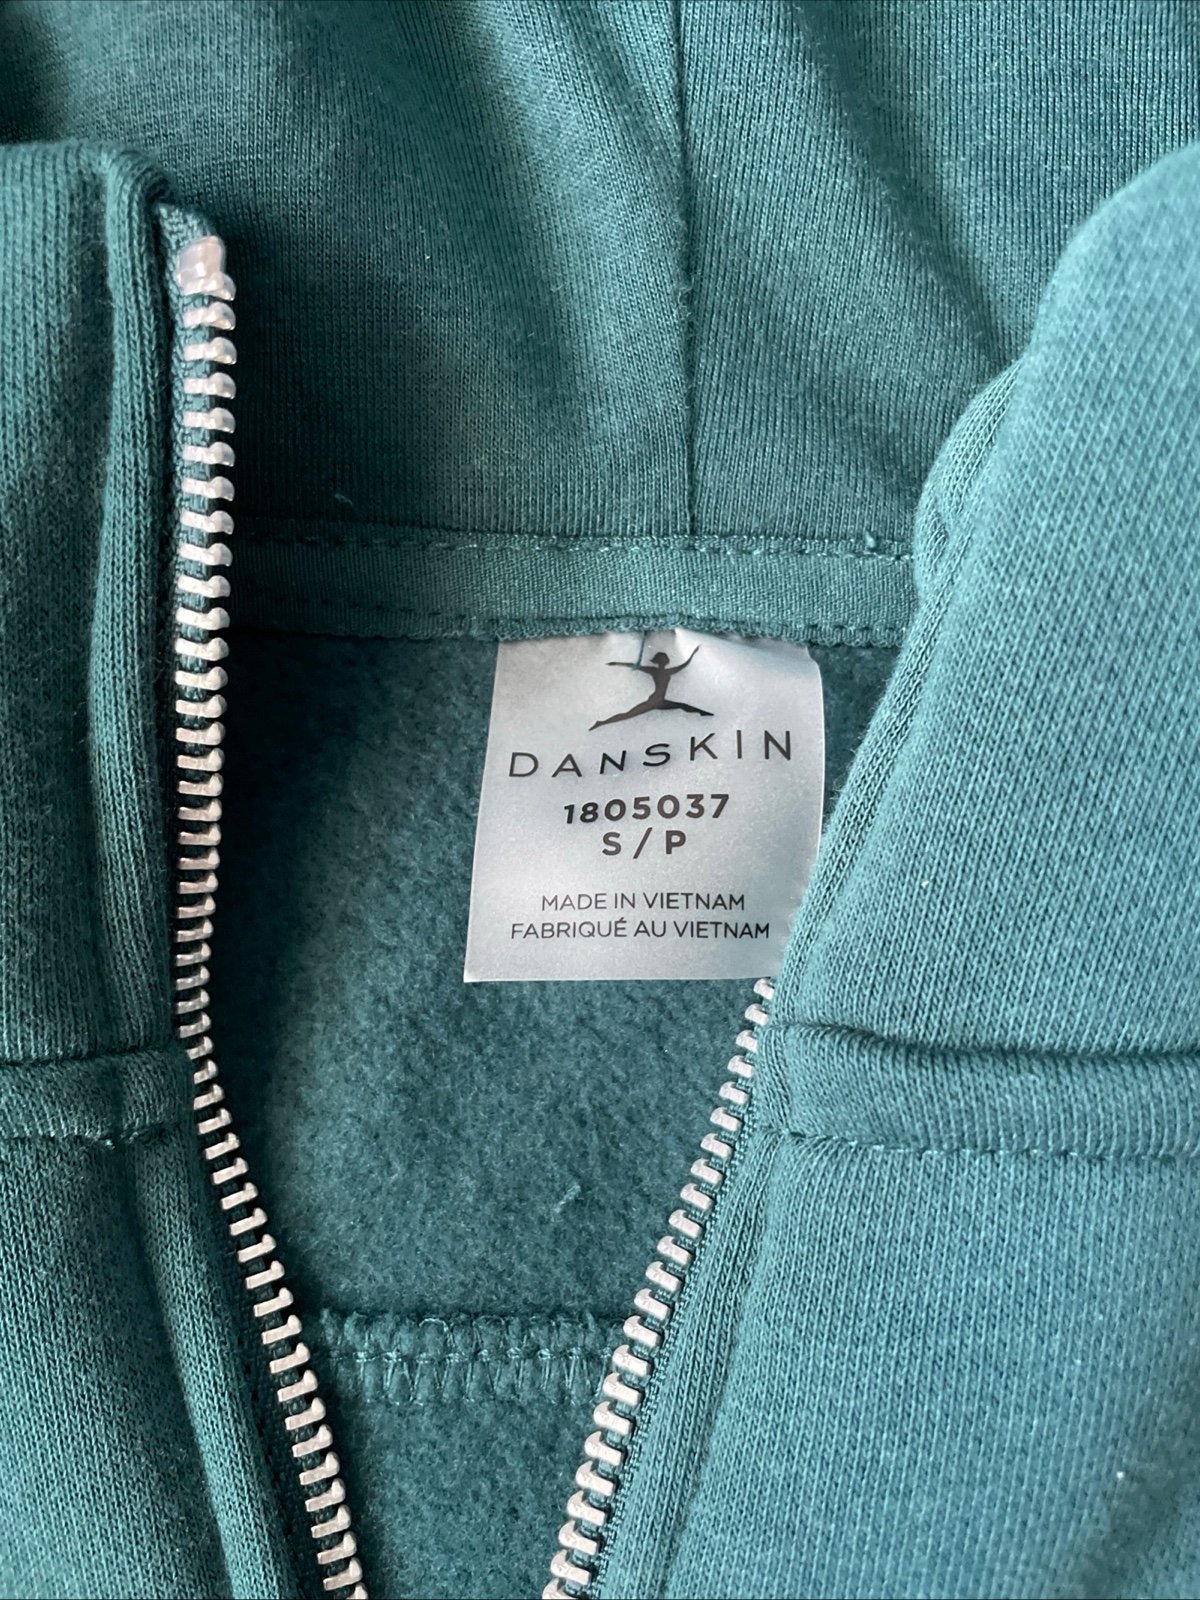 DANSKIN
1805037
S / P
MADE IN VIETNAM
FABRIQUÉ AU VIETNAM